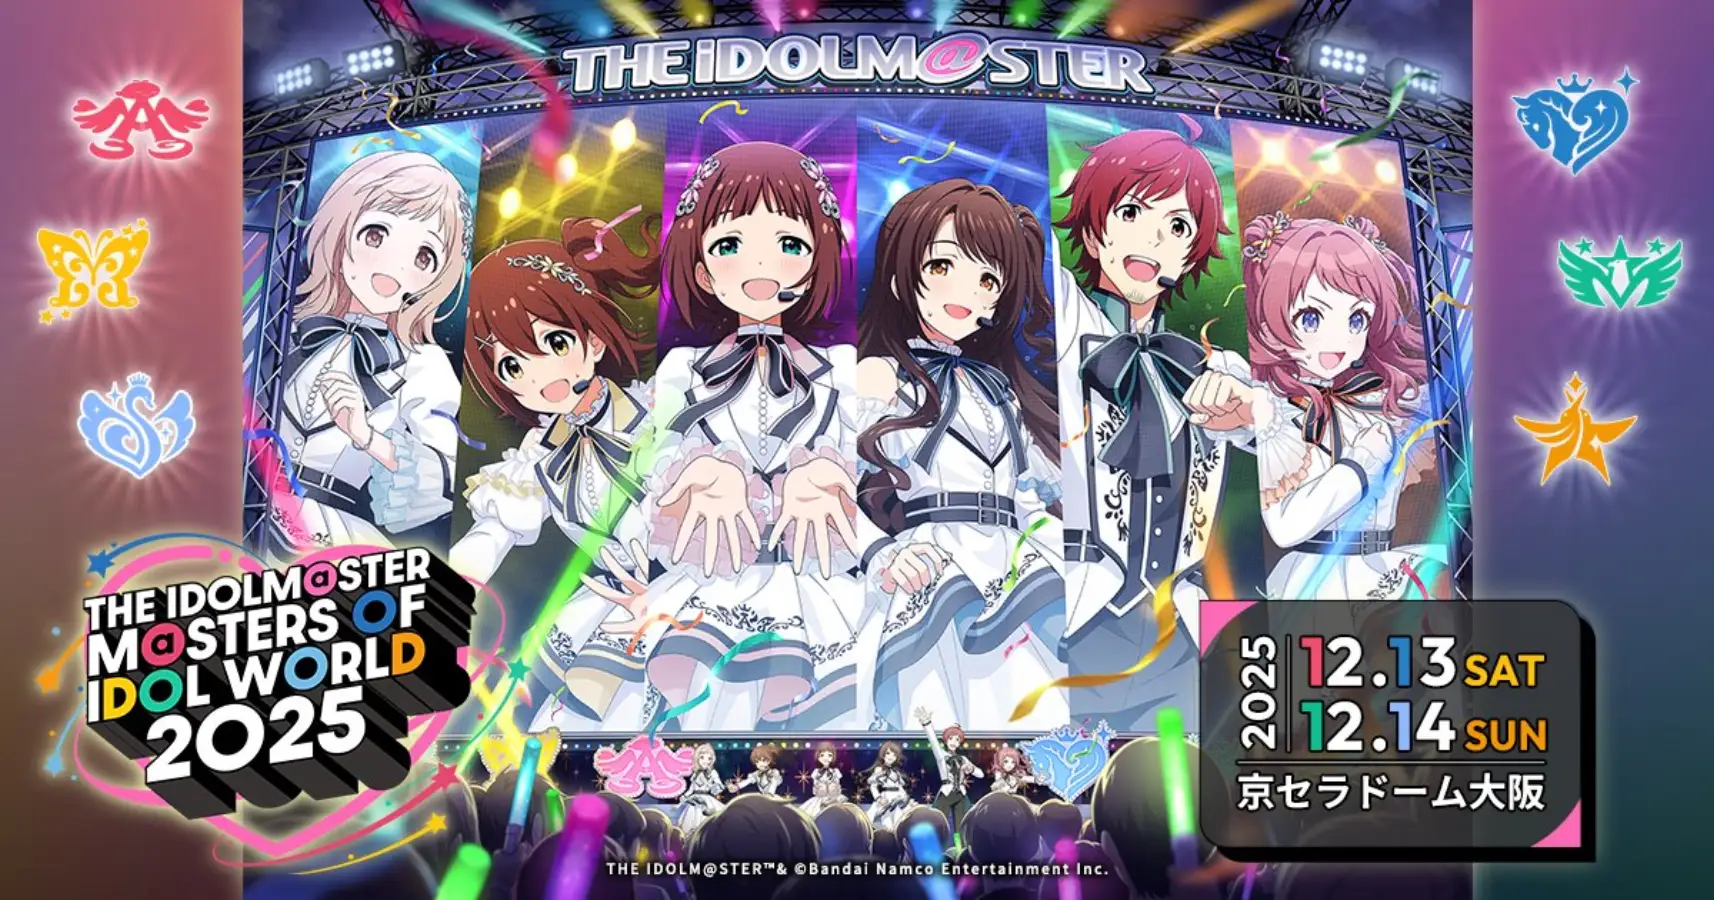 THE iDOLM@STER
THE IDOLM@STER
M@STERS OF
IDOL WORLD
2025
2025
12.13 SAT
12.14 SUN
京セラドーム大阪
THE IDOLM@STER™& ©Bandai Namco Entertainment Inc.